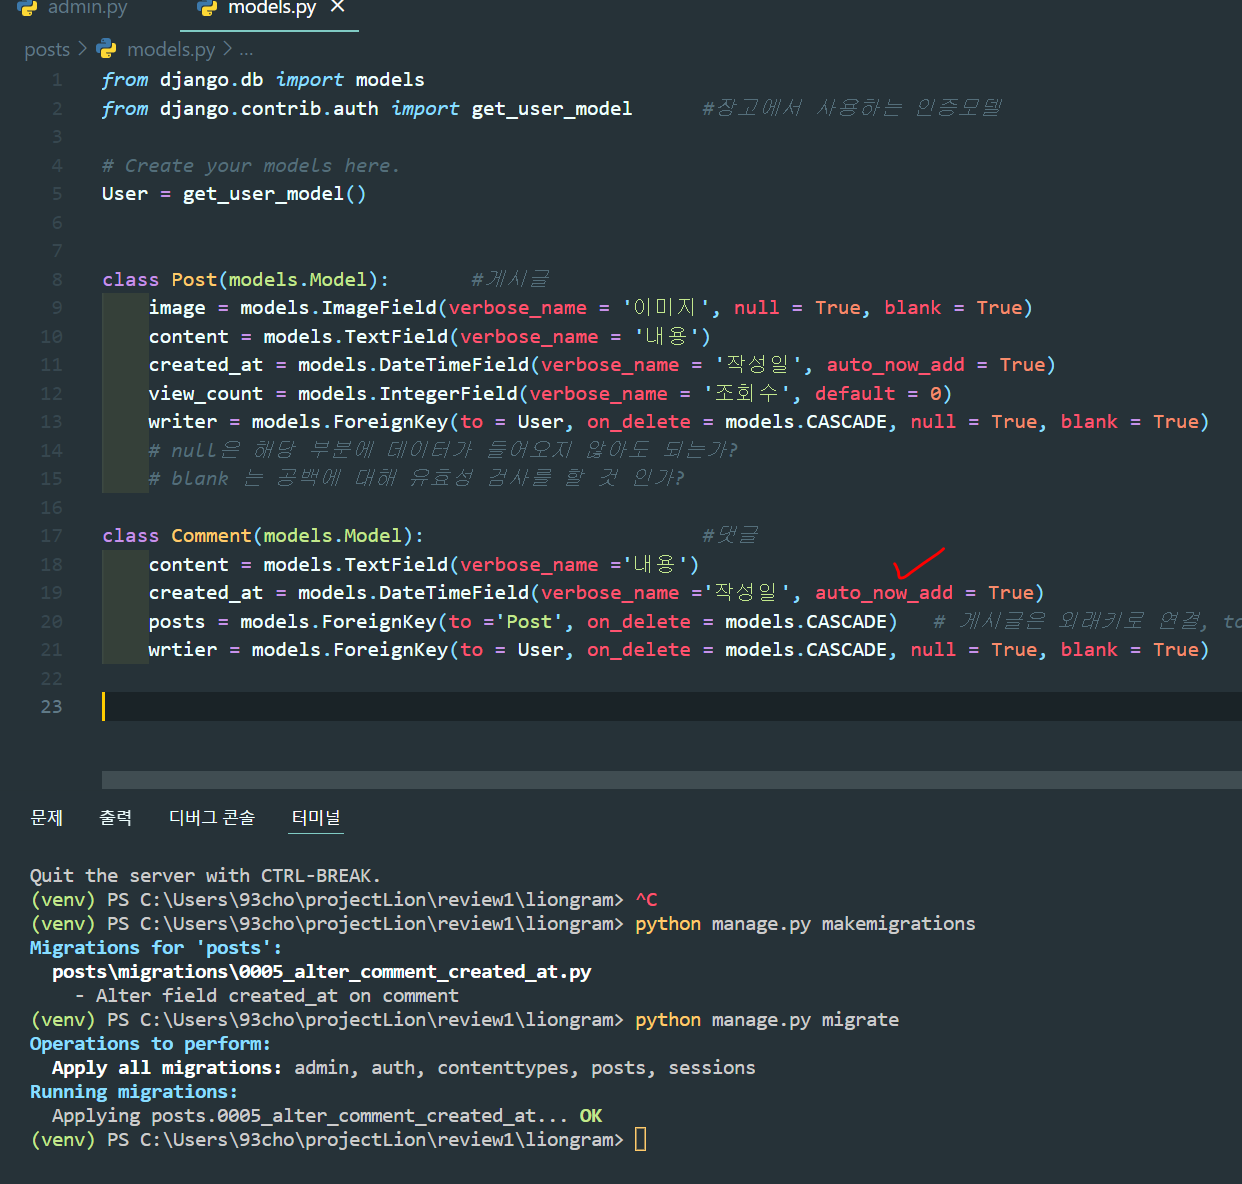 admin.py models.py ×
posts > models.py > ...
1 from django.db import models
2 from django.contrib.auth import get_user_model #장고에서 사용하는 인증모델
3
4 # Create your models here.
5 User = get_user_model()
6
7
8 class Post(models.Model): #게시글
9 image = models.ImageField(verbose_name = '이미지', null = True, blank = True)
10 content = models.TextField(verbose_name = '내용')
11 created_at = models.DateTimeField(verbose_name = '작성일', auto_now_add = True)
12 view_count = models.IntegerField(verbose_name = '조회수', default = 0)
13 writer = models.ForeignKey(to = User, on_delete = models.CASCADE, null = True, blank = True)
14 # null은 해당 부분에 데이터가 들어오지 않아도 되는가?
15 # blank 는 공백에 대해 유효성 검사를 할 것 인가?
16
17 class Comment(models.Model): #댓글
18 content = models.TextField(verbose_name ='내용')
19 created_at = models.DateTimeField(verbose_name ='작성일', auto_now_add = True)
20 posts = models.ForeignKey(to ='Post', on_delete = models.CASCADE) # 게시글은 외래키로 연결, to
21 wrtier = models.ForeignKey(to = User, on_delete = models.CASCADE, null = True, blank = True)
22
23
문제 출력 디버그 콘솔 터미널
Quit the server with CTRL-BREAK.
(venv) PS C:\Users\93cho\projectLion\review1\liongram> ^C
(venv) PS C:\Users\93cho\projectLion\review1\liongram> python manage.py makemigrations
Migrations for 'posts':
posts\migrations\0005_alter_comment_created_at.py
- Alter field created_at on comment
(venv) PS C:\Users\93cho\projectLion\review1\liongram> python manage.py migrate
Operations to perform:
Apply all migrations: admin, auth, contenttypes, posts, sessions
Running migrations:
Applying posts.0005_alter_comment_created_at... OK
(venv) PS C:\Users\93cho\projectLion\review1\liongram>